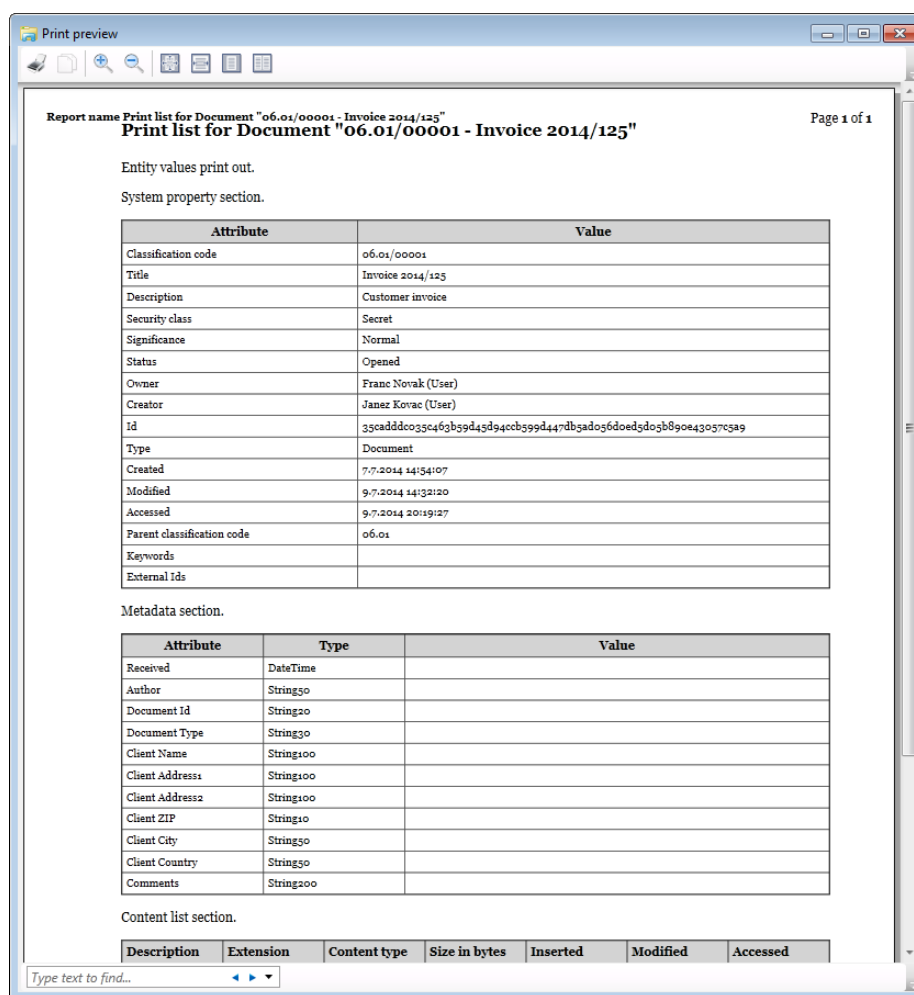 Print preview
Report name Print list for Document "06.01/00001 - Invoice 2014/125"
Page 1 of 1
Print list for Document "06.01/00001 - Invoice 2014/125"
Entity values print out.
System property section.
Attribute Value
Classification code 06.01/00001
Title Invoice 2014/125
Description Customer invoice
Security class Secret
Significance Normal
Status Opened
Owner Franc Novak (User)
Creator Janez Kovac (User)
Id 35cadddc035c463b59d45d94ccb599d447db5ad056d0ed5d05b890e43057c5a9
Type Document
Created 7.7.2014 14:54:07
Modified 9.7.2014 14:32:20
Accessed 9.7.2014 20:19:27
Parent classification code 06.01
Keywords
External Ids
Metadata section.
Attribute Type Value
Received DateTime
Author String50
Document Id String20
Document Type String30
Client Name String100
Client Address1 String100
Client Address2 String100
Client ZIP String10
Client City String50
Client Country String50
Comments String200
Content list section.
Description Extension Content type Size in bytes Inserted Modified Accessed
Type text to find...